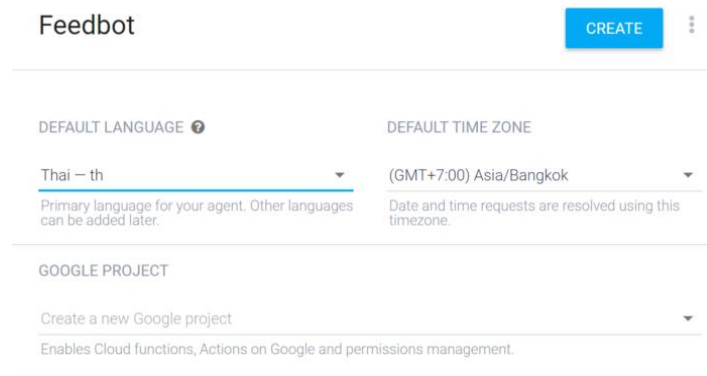 Feedbot
CREATE
DEFAULT LANGUAGE ?
DEFAULT TIME ZONE
Thai — th
(GMT+7:00) Asia/Bangkok
Primary language for your agent. Other languages
can be added later.
Date and time requests are resolved using this
timezone.
GOOGLE PROJECT
Create a new Google project
Enables Cloud functions, Actions on Google and permissions management.